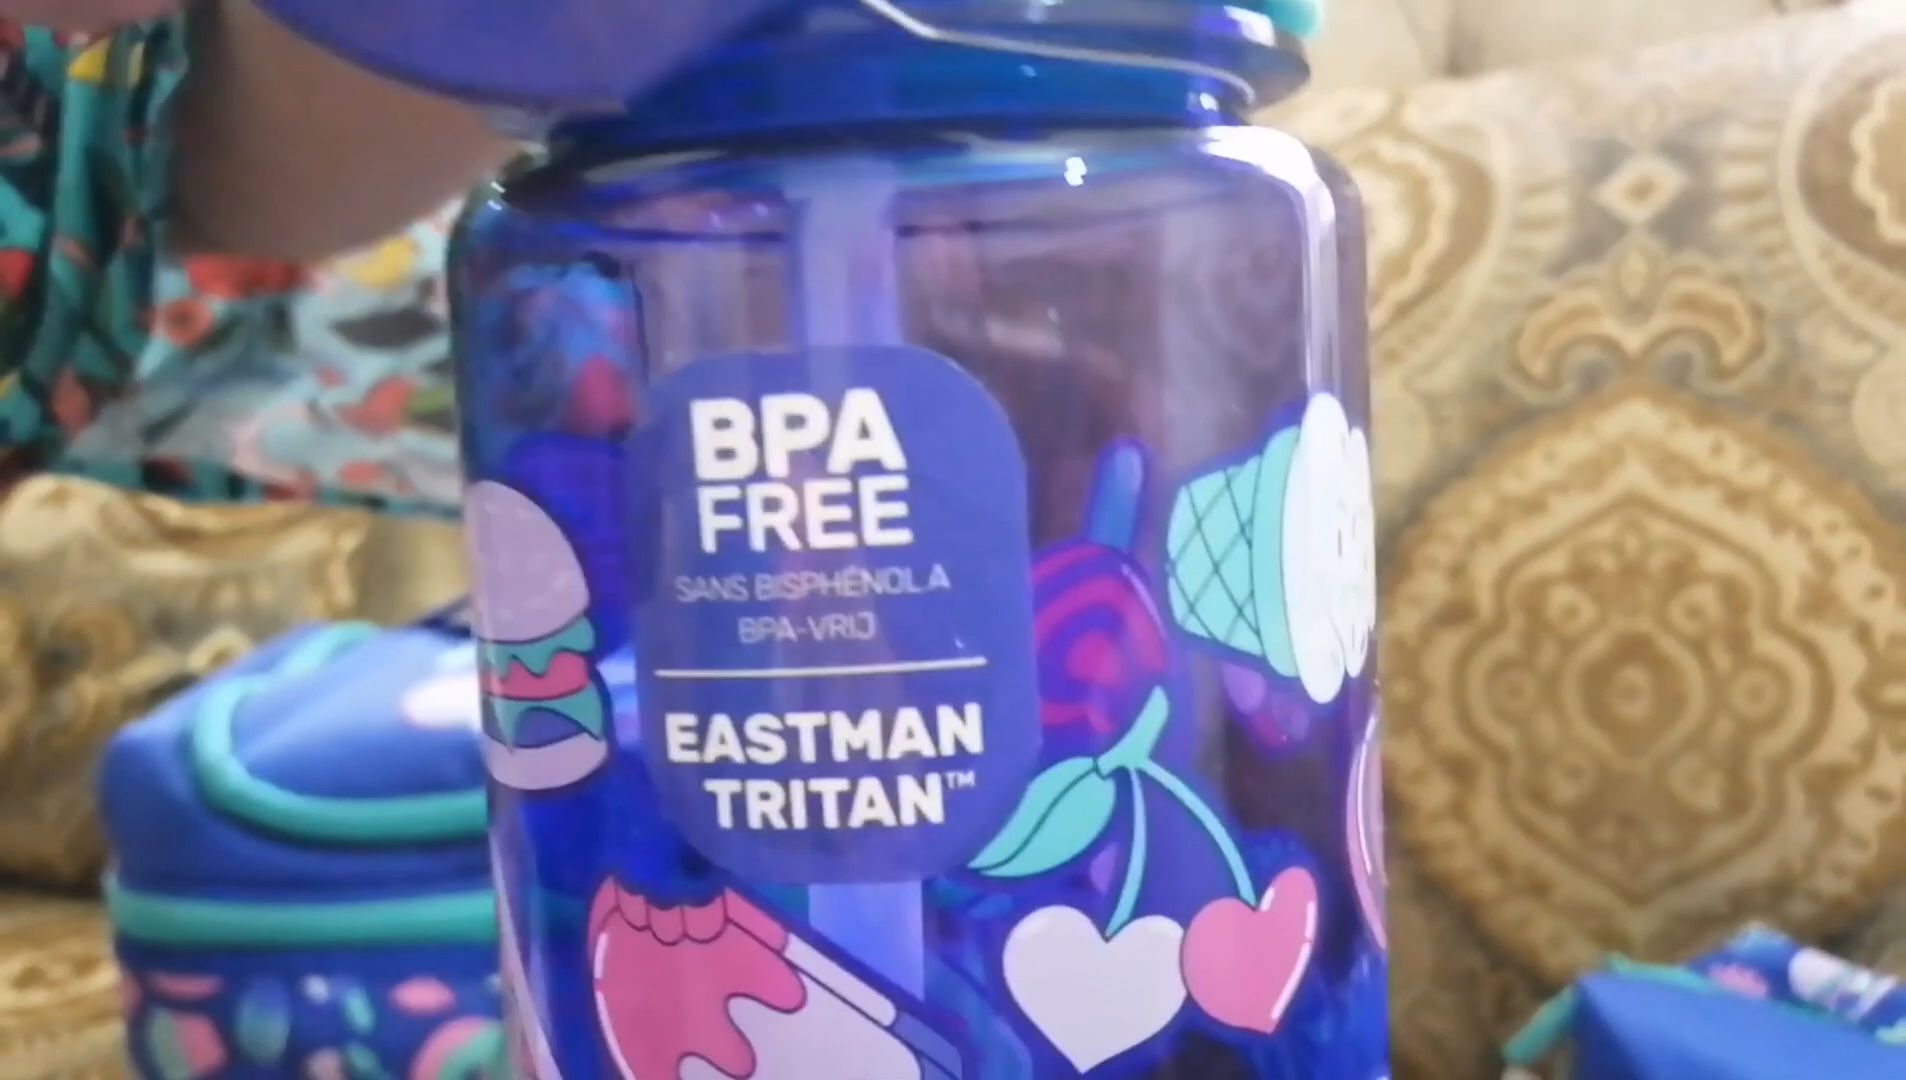 BPA
FREE
SANS BISPHÉNOL A
BPA-VRIJ
EASTMAN
TRITAN™